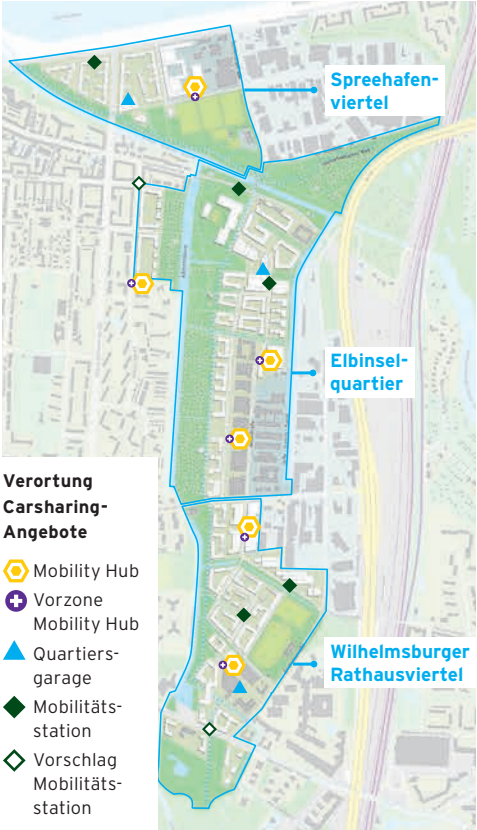 Spreehafen-
viertel
Elbinsel-
quartier
Verortung
Carsharing-
Angebote
Mobility Hub
Vorzone
Mobility Hub
Quartiers-
garage
Mobilitäts-
station
Vorschlag
Mobilitäts-
station
Wilhelmsburger
Rathausviertel